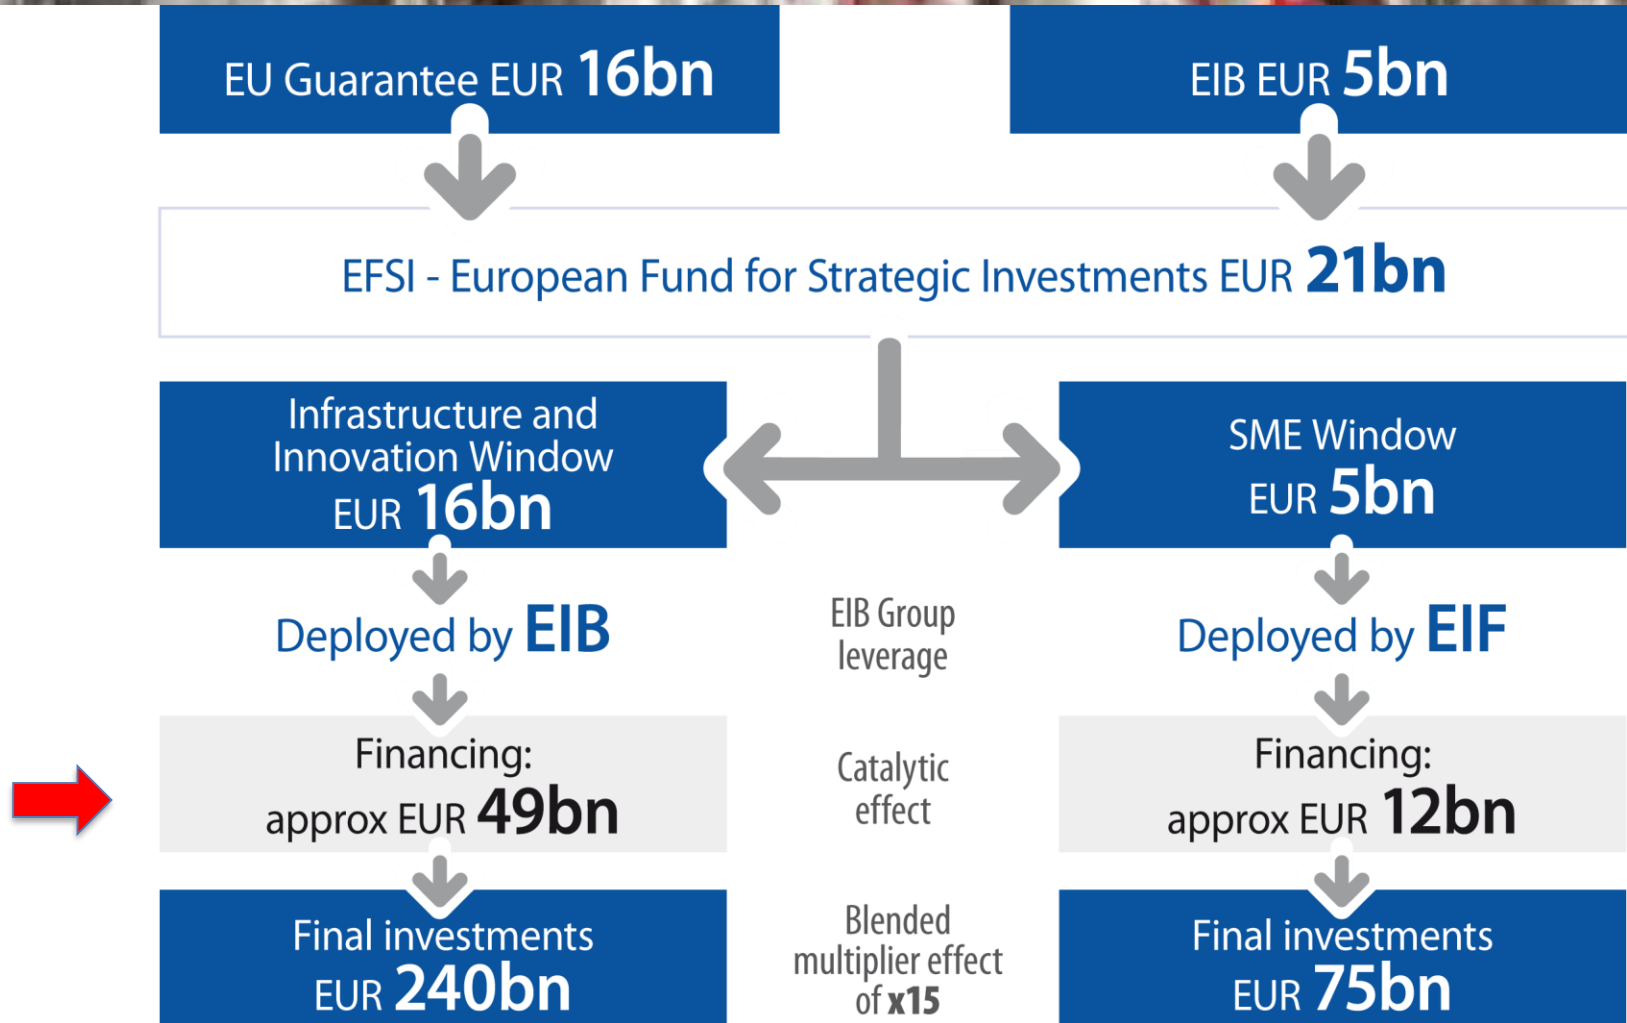 EU Guarantee EUR 16bn
EIB EUR 5bn
EFSI - European Fund for Strategic Investments EUR 21bn
Infrastructure and
Innovation Window
EUR 16bn
SME Window
EUR 5bn
Deployed by EIB
EIB Group
leverage
Deployed by EIF
Financing:
approx EUR 49bn
Catalytic
effect
Financing:
approx EUR 12bn
Final investments
EUR 240bn
Blended
multiplier effect
of x15
Final investments
EUR 75bn